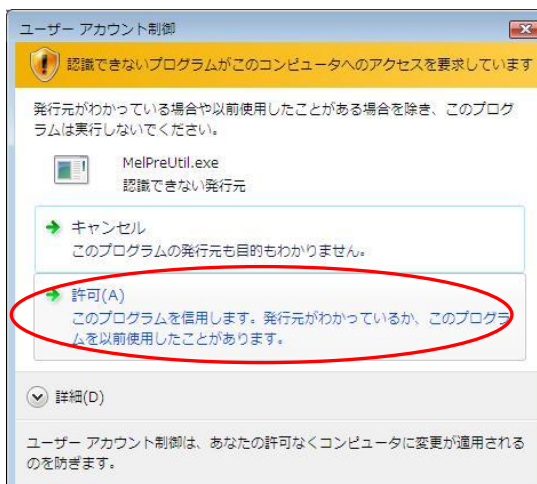 ユーザー アカウント制御
認識できないプログラムがこのコンピュータへのアクセスを要求しています
発行元がわかっている場合や以前使用したことがある場合を除き、このプログ
ラムは実行しないでください。
MelPreUtil.exe
認識できない発行元
キャンセル
このプログラムの発行元も目的もわかりません。
許可(A)
このプログラムを信用します。発行元がわかっているか、このプログラ
ムを以前使用したことがあります。
詳細(D)
ユーザー アカウント制御は、あなたの許可なくコンピュータに変更が適用される
のを防ぎます。